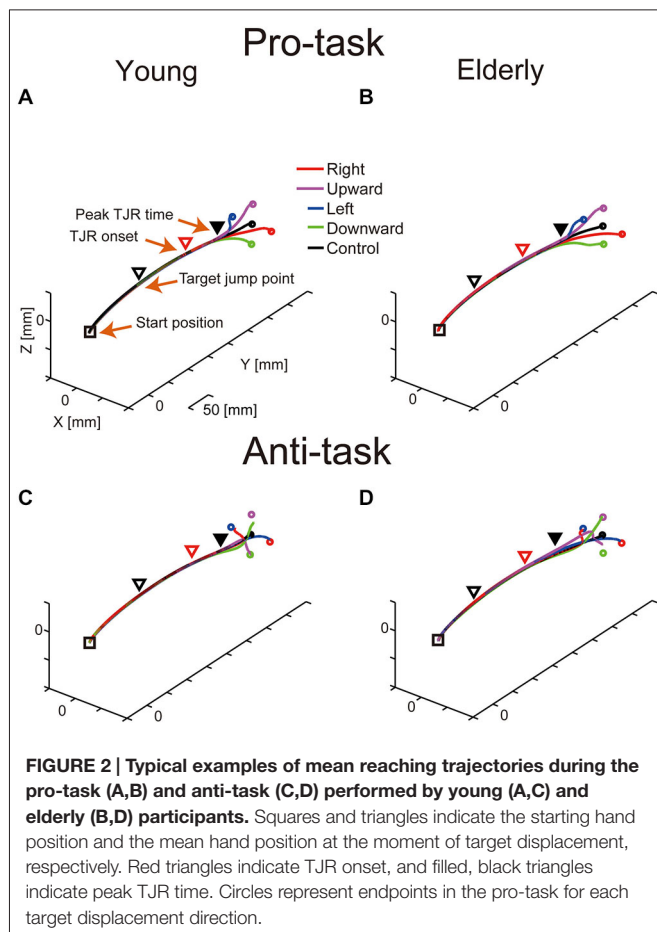 Pro-task
Young
Elderly
A
B
Right
Upward
Left
Downward
Control
Peak TJR time
TJR onset
Target jump point
Start position
Z [mm]
0
0
X [mm]
0
Y [mm]
50 [mm]
0
0
0
Anti-task
C
D
0
0
0
0
0
0
FIGURE 2 | Typical examples of mean reaching trajectories during the
pro-task (A,B) and anti-task (C,D) performed by young (A,C) and
elderly (B,D) participants. Squares and triangles indicate the starting hand
position and the mean hand position at the moment of target displacement,
respectively. Red triangles indicate TJR onset, and filled, black triangles
indicate peak TJR time. Circles represent endpoints in the pro-task for each
target displacement direction.